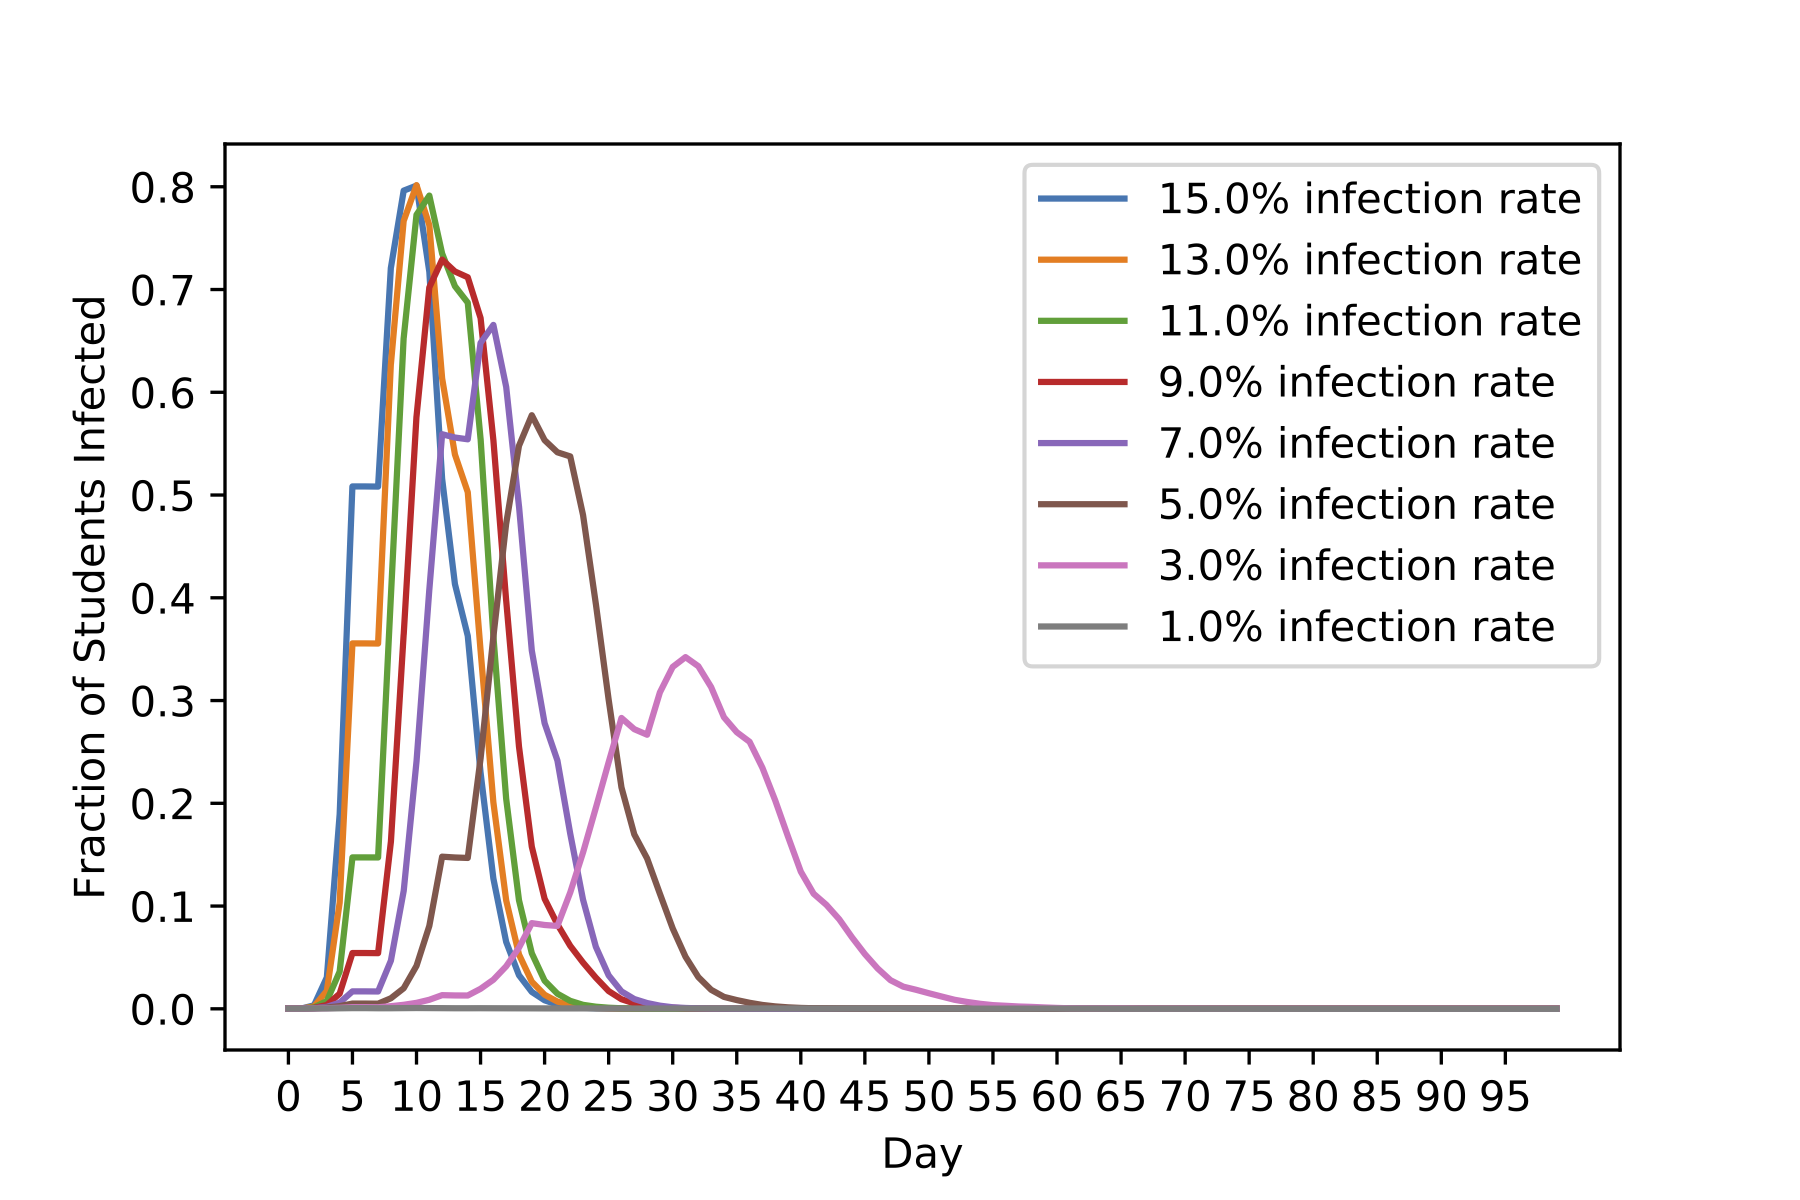 Fraction of Students Infected
0.8
0.7
0.6
0.5
0.4
0.3
0.2
0.1
0.0
15.0% infection rate
13.0% infection rate
11.0% infection rate
9.0% infection rate
7.0% infection rate
5.0% infection rate
3.0% infection rate
1.0% infection rate
0 5 10 15 20 25 30 35 40 45 50 55 60 65 70 75 80 85 90 95
Day